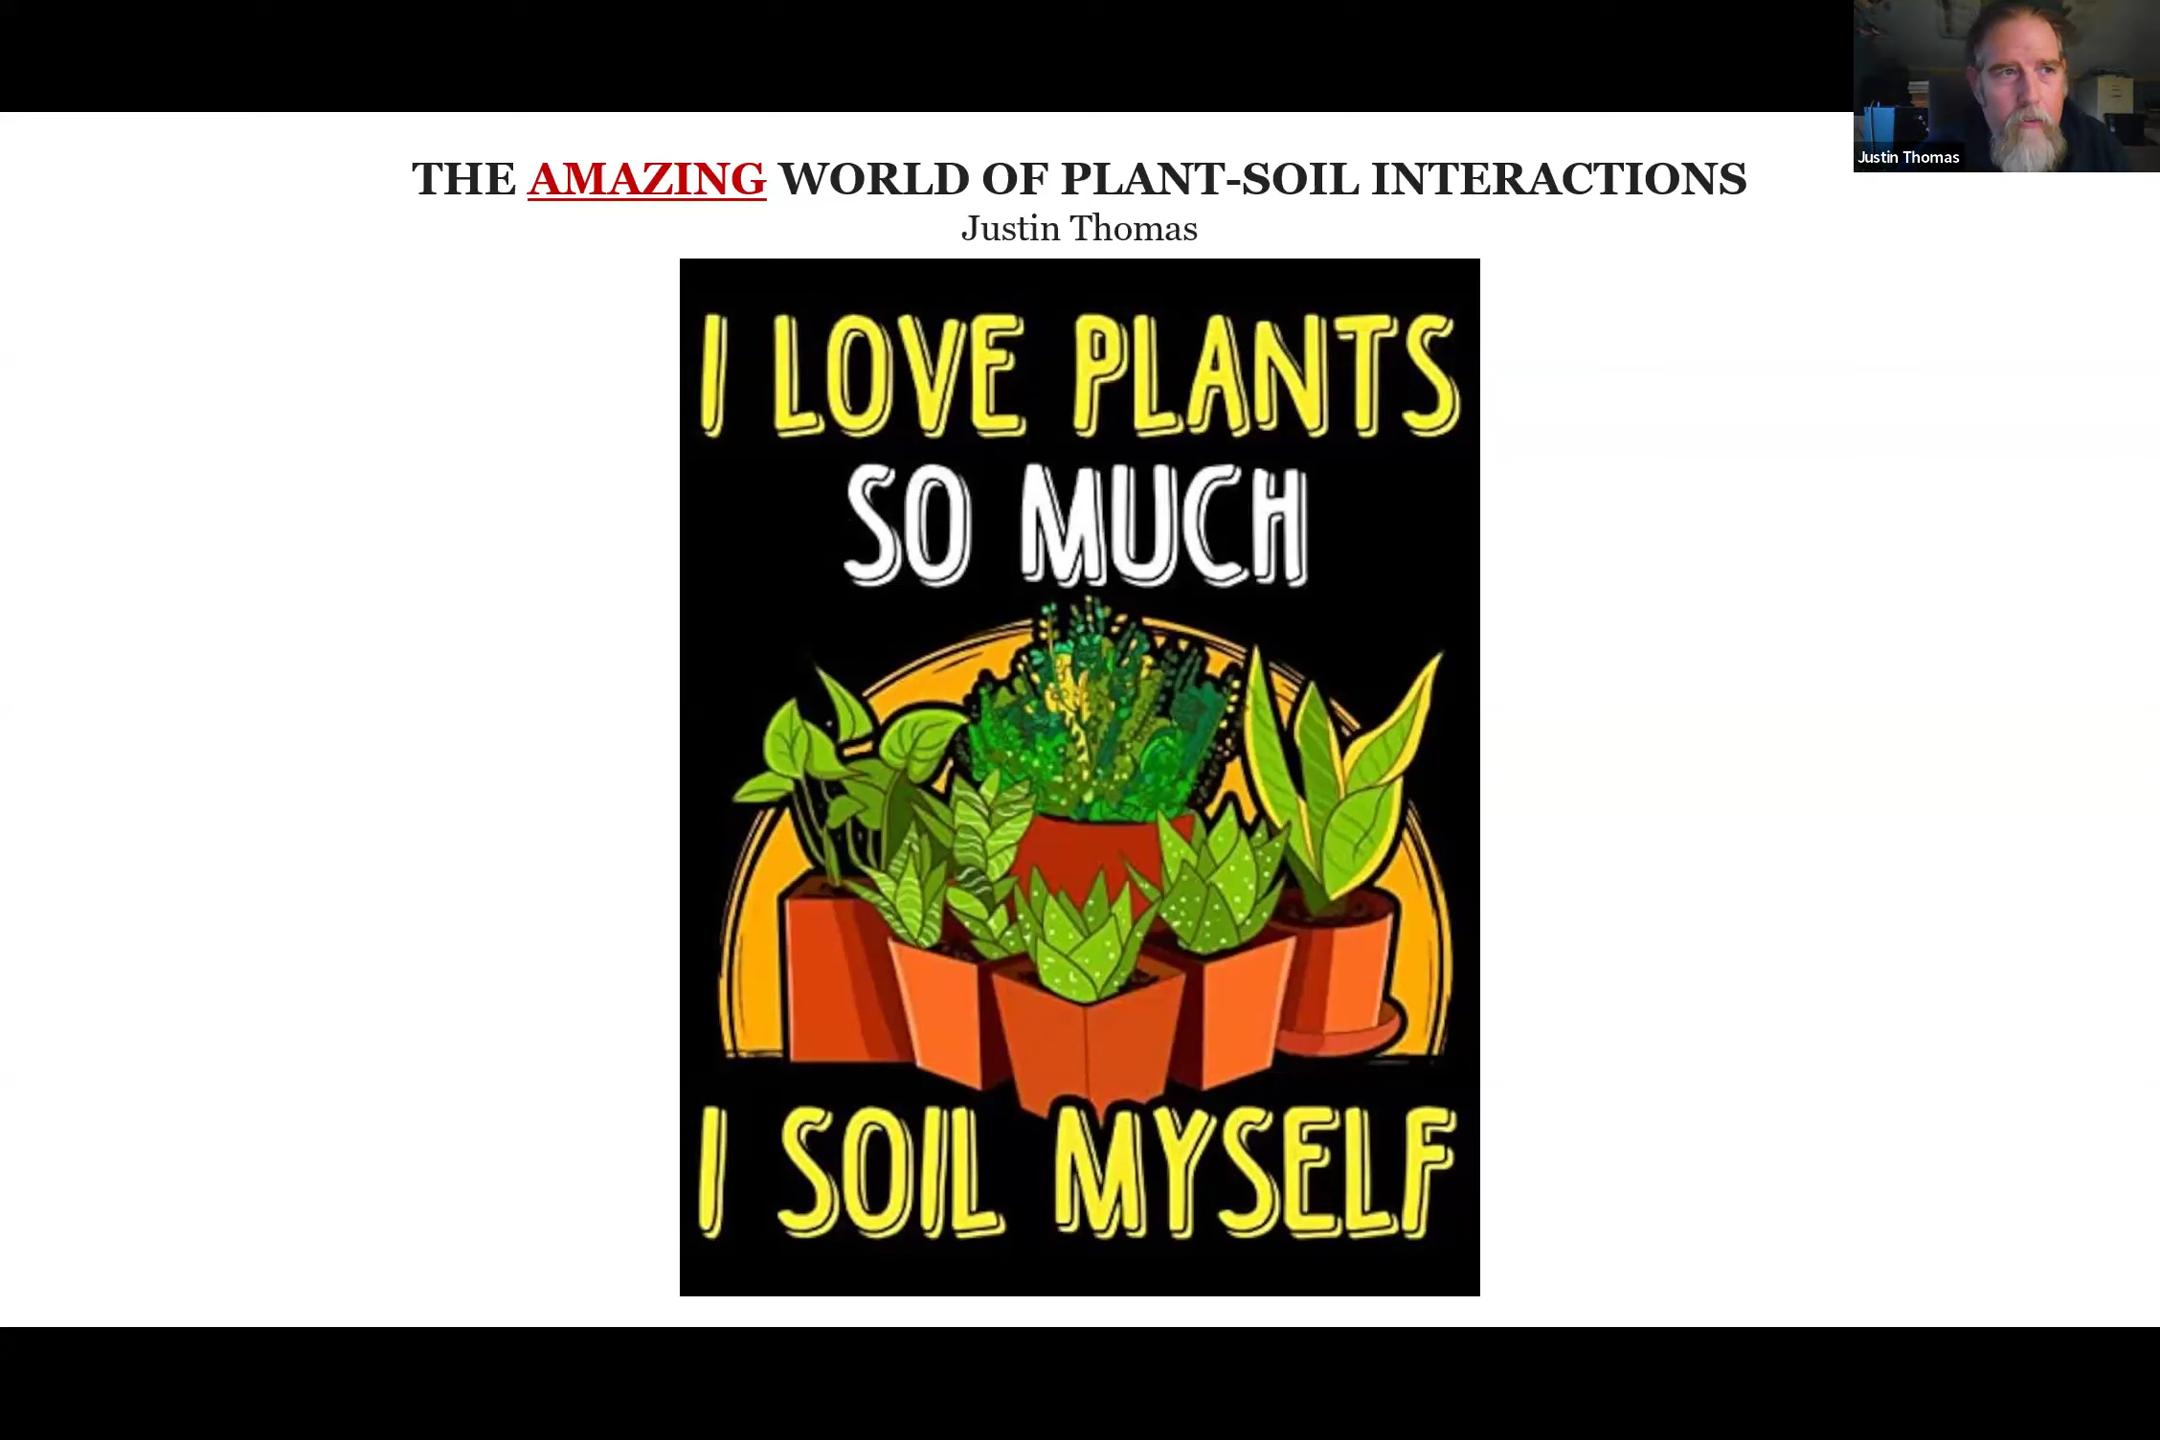 THE AMAZING WORLD OF PLANT-SOIL INTERACTIONS
Justin Thomas
Justin Thomas
I LOVE PLANTS
SO MUCH
I SOIL MYSELF